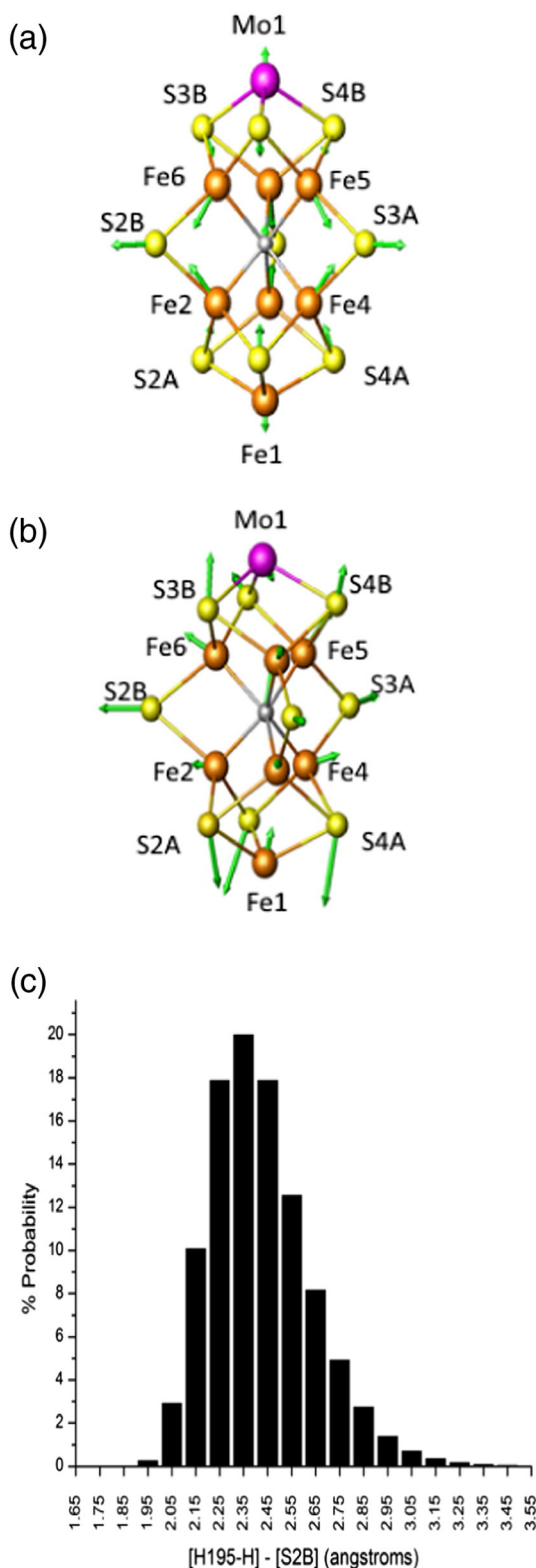 (a)
Mo1
S3B S4B
Fe6 Fe5
S2B S3A
Fe2 Fe4
S2A S4A
Fe1
(b)
Mo1
S3B S4B
Fe6 Fe5
S2B S3A
Fe2 Fe4
S2A S4A
Fe1
(c)
20
18
16
14
12
10
8
6
4
2
0
% Probability
1.65 1.75 1.85 1.95 2.05 2.15 2.25 2.35 2.45 2.55 2.65 2.75 2.85 2.95 3.05 3.15 3.25 3.35 3.45 3.55
[H195-H] - [S2B] (angstroms)